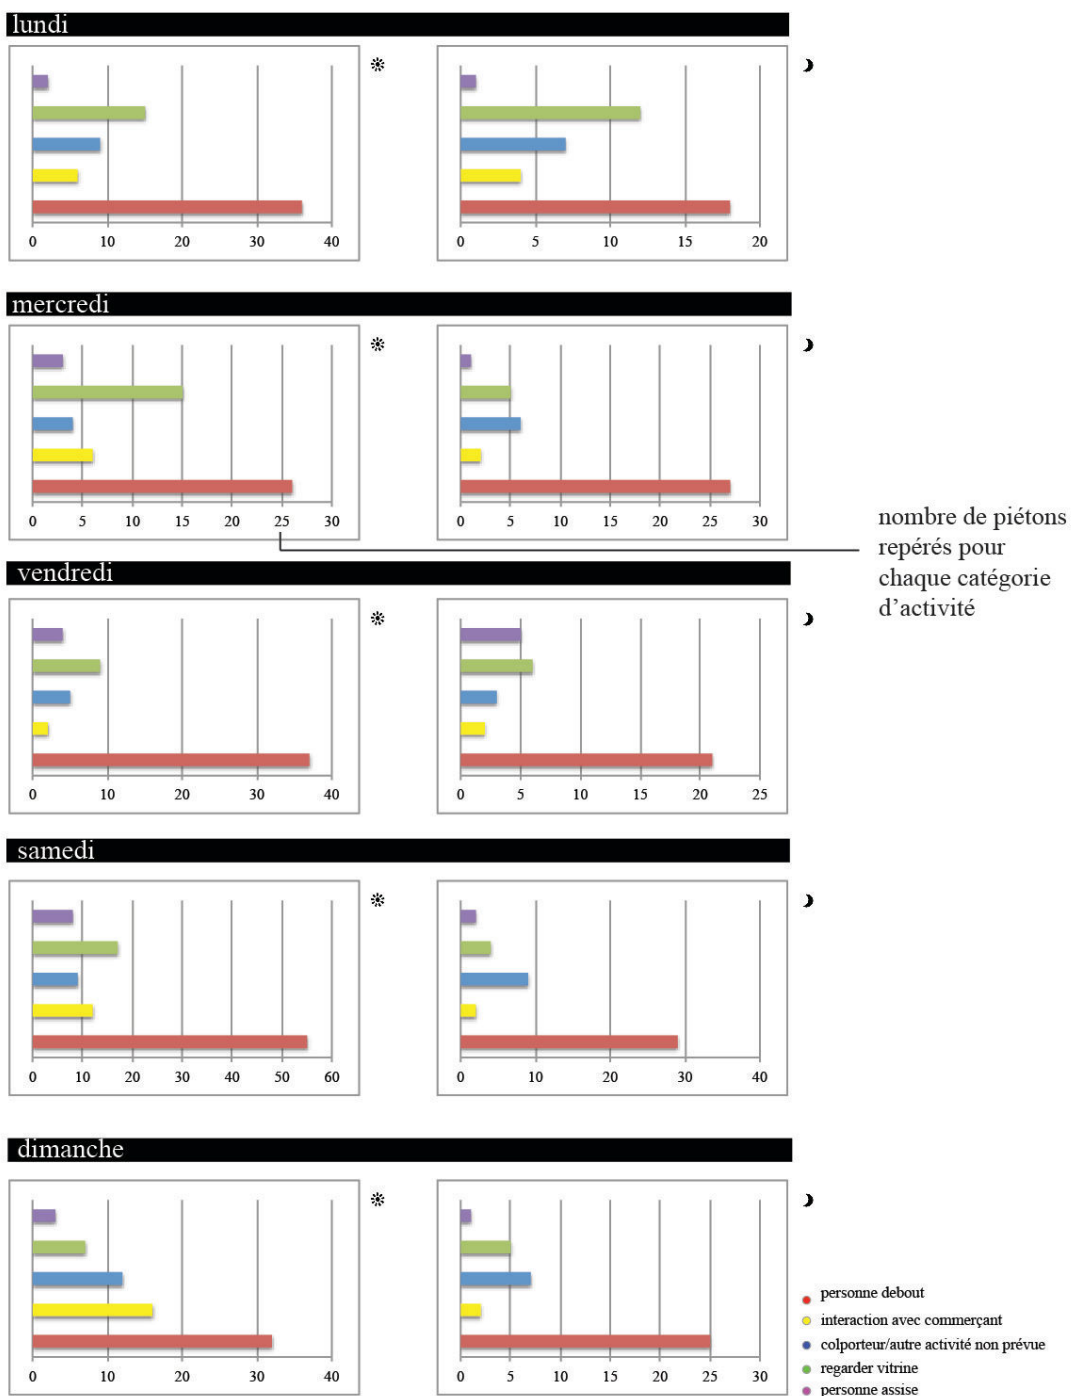 lundi
0 10 20 30 40
0 5 10 15 20
mercredi
0 5 10 15 20 25 30
0 5 10 15 20 25 30
nombre de piétons
repérés pour
chaque catégorie
d'activité
vendredi
0 10 20 30 40
0 5 10 15 20 25
samedi
0 10 20 30 40 50 60
0 10 20 30 40
dimanche
0 10 20 30 40
0 5 10 15 20 25 30
personne debout
interaction avec commerçant
colporteur/autre activité non prévue
regarder vitrine
personne assise